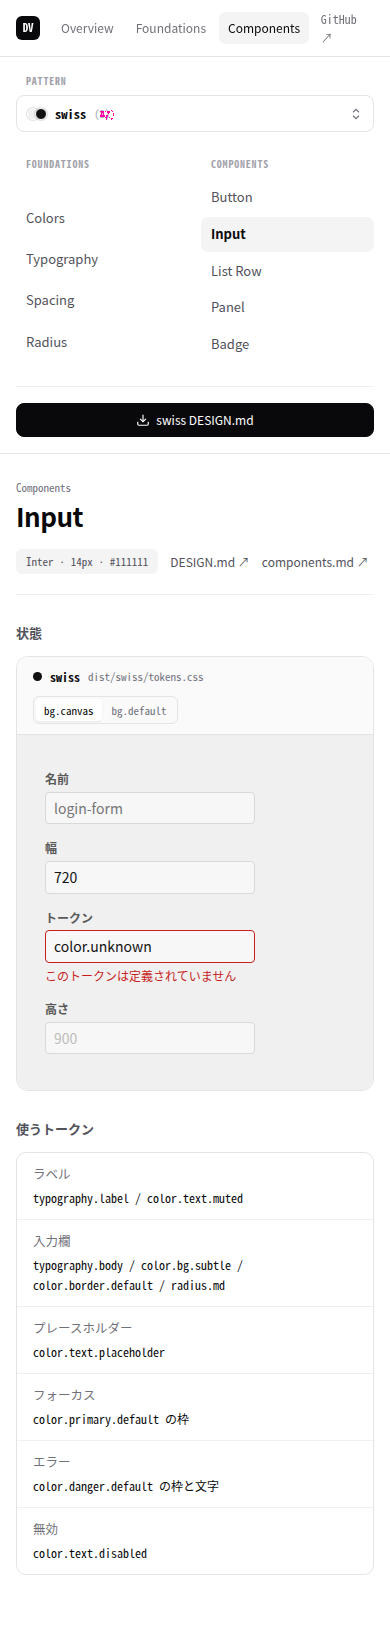 DV
Overview
Foundations
Components
GitHub ↗
PATTERN
swiss
FOUNDATIONS
Colors
Typography
Spacing
Radius
COMPONENTS
Button
Input
List Row
Panel
Badge
swiss DESIGN.md
Components
Input
Inter · 14px · #111111
DESIGN.md ↗
components.md ↗
状態
swiss dist/swiss/tokens.css
bg.canvas
bg.default
名前
login-form
幅
720
トークン
color.unknown
このトークンは定義されていません
高さ
900
使うトークン
ラベル
typography.label / color.text.muted
入力欄
typography.body / color.bg.subtle /
color.border.default / radius.md
プレースホルダー
color.text.placeholder
フォーカス
color.primary.default の枠
エラー
color.danger.default の枠と文字
無効
color.text.disabled